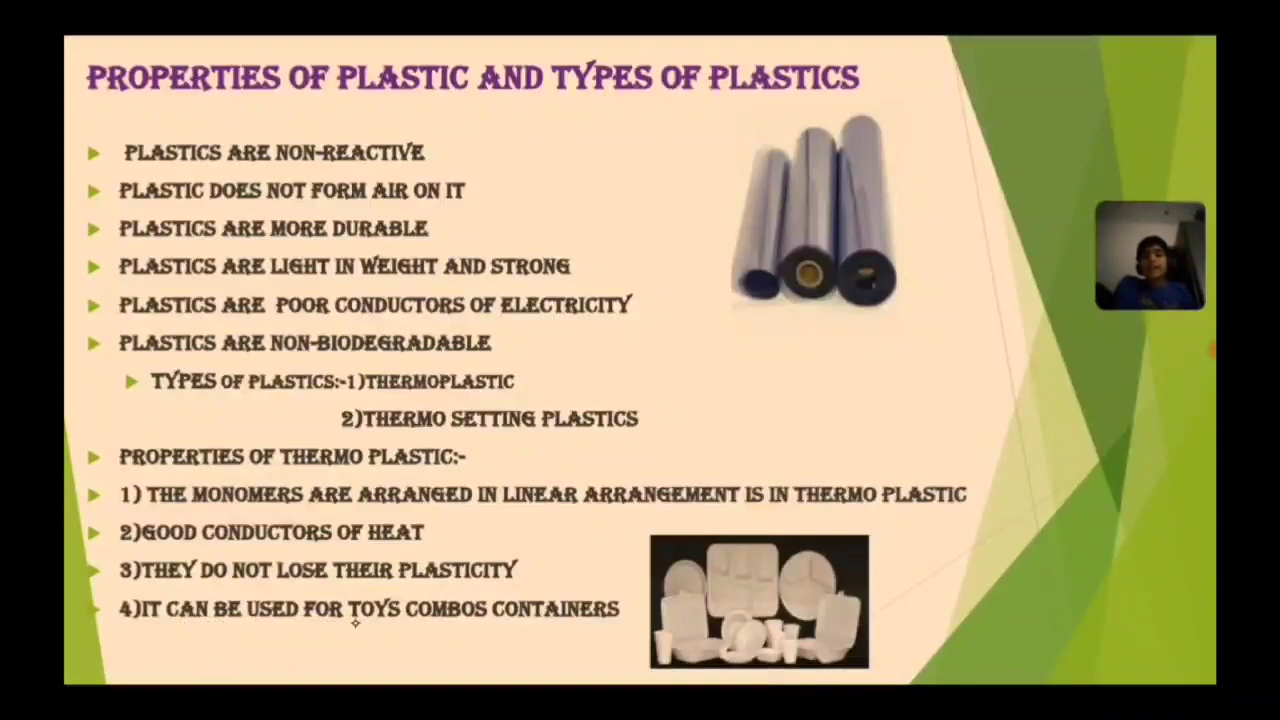 PROPERTIES OF PLASTIC AND TYPES OF PLASTICS
PLASTICS ARE NON-REACTIVE
PLASTIC DOES NOT FORM AIR ON IT
PLASTICS ARE MORE DURABLE
PLASTICS ARE LIGHT IN WEIGHT AND STRONG
PLASTICS ARE POOR CONDUCTORS OF ELECTRICITY
PLASTICS ARE NON-BIODEGRADABLE
TYPES OF PLASTICS:-1)THERMOPLASTIC
2)THERMO SETTING PLASTICS
PROPERTIES OF THERMO PLASTIC:-
1) THE MONOMERS ARE ARRANGED IN LINEAR ARRANGEMENT IS IN THERMO PLASTIC
2)GOOD CONDUCTORS OF HEAT
3)THEY DO NOT LOSE THEIR PLASTICITY
4)IT CAN BE USED FOR TOYS COMBOS CONTAINERS